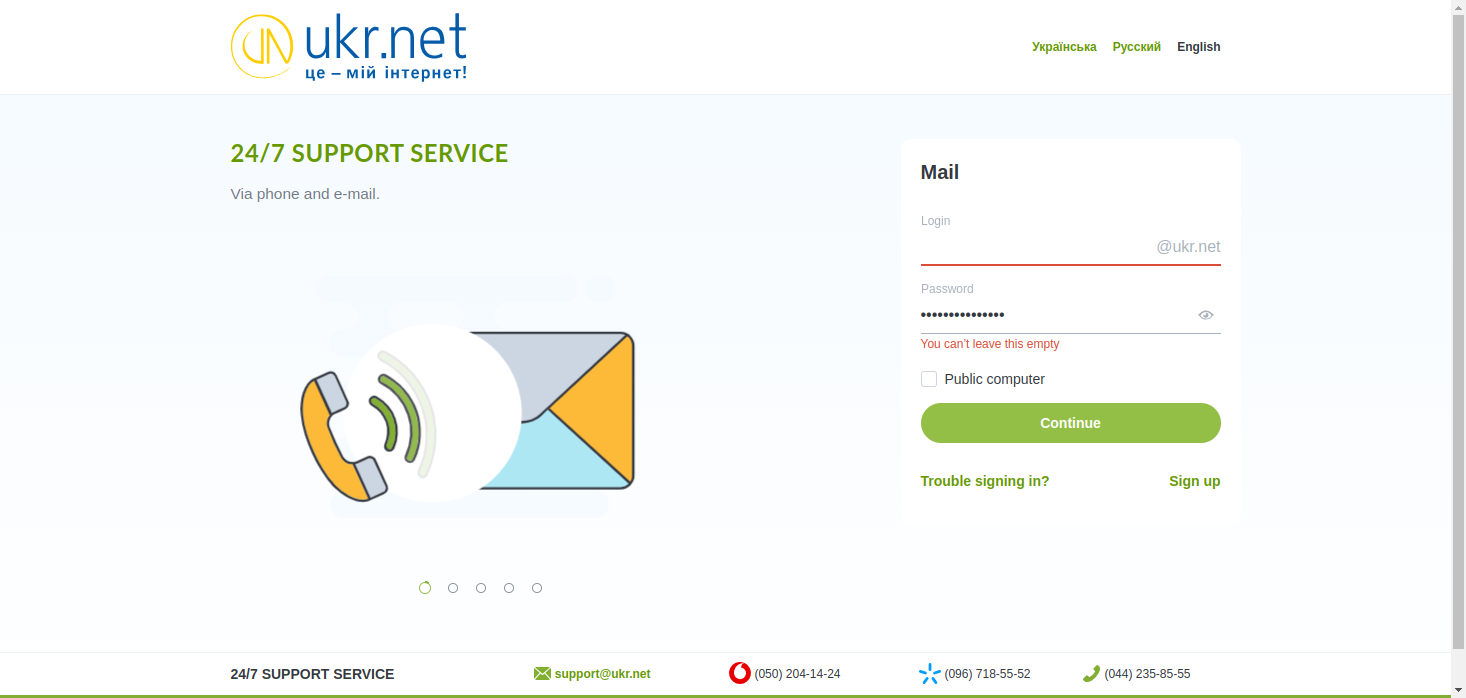 ukr.net
це – мій інтернет!
Українська Русский English
24/7 SUPPORT SERVICE
Via phone and e-mail.
Mail
Login
@ukr.net
Password
•••••••••••••••
You can’t leave this empty
Public computer
Continue
Trouble signing in? Sign up
24/7 SUPPORT SERVICE support@ukr.net (050) 204-14-24 (096) 718-55-52 (044) 235-85-55